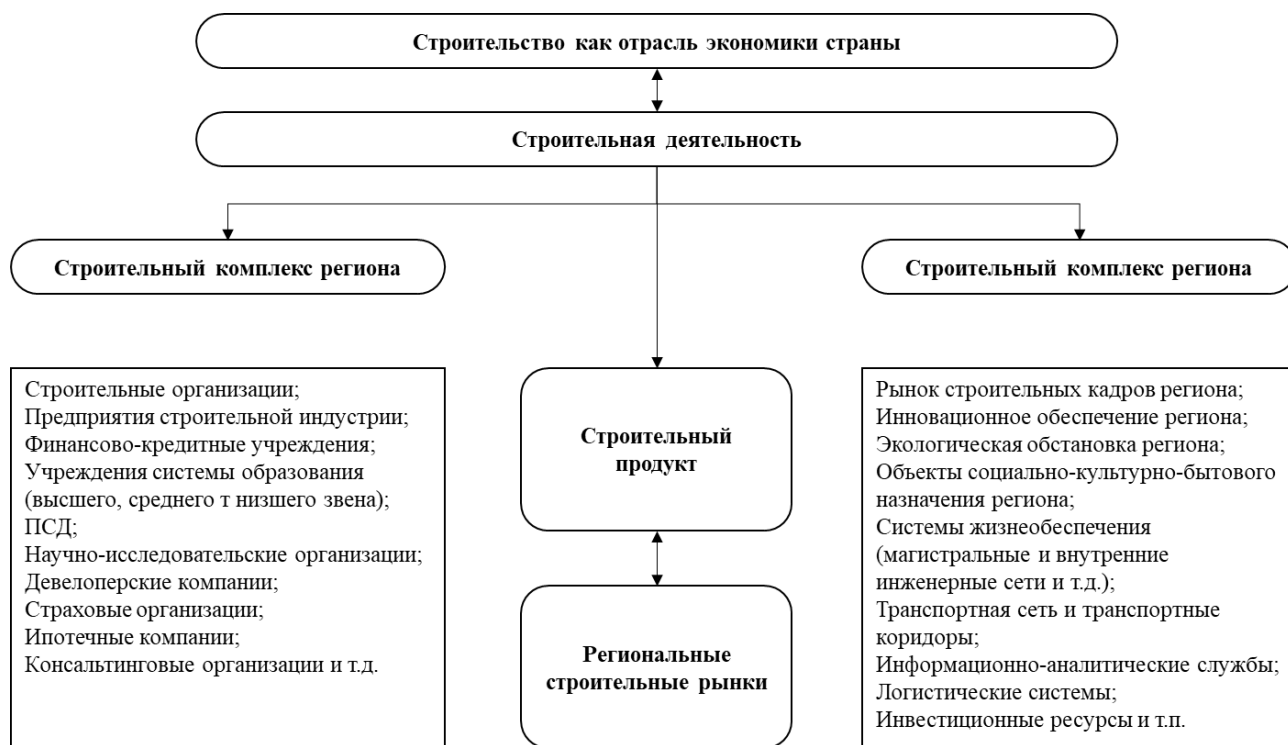 Строительство как отрасль экономики страны
Строительная деятельность
Строительный комплекс региона
Строительный комплекс региона
Строительные организации;
Предприятия строительной индустрии;
Финансово-кредитные учреждения;
Учреждения системы образования
(высшего, среднего т низшего звена);
ПСД;
Научно-исследовательские организации;
Девелоперские компании;
Страховые организации;
Ипотечные компании;
Консальтинговые организации и т.д.
Строительный
продукт
Региональные
строительные рынки
Рынок строительных кадров региона;
Инновационное обеспечение региона;
Экологическая обстановка региона;
Объекты социально-культурно-бытового
назначения региона;
Системы жизнеобеспечения
(магистральные и внутренние
инженерные сети и т.д.);
Транспортная сеть и транспортные
коридоры;
Информационно-аналитические службы;
Логистические системы;
Инвестиционные ресурсы и т.п.